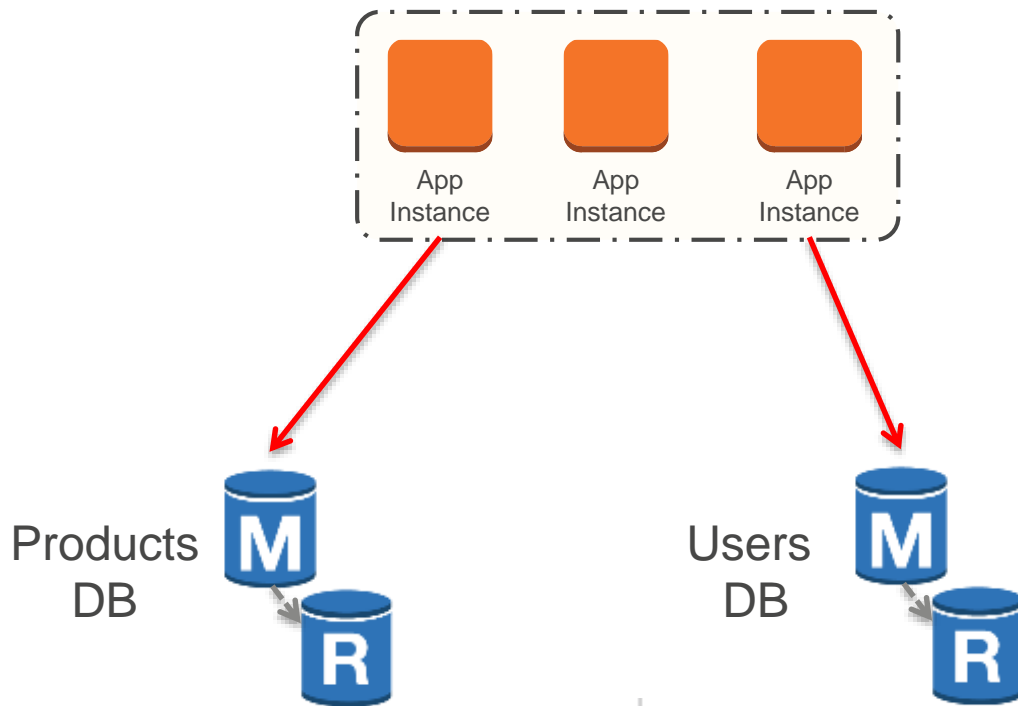 App
Instance
App
Instance
App
Instance
Products
DB
M
R
Users
DB
M
R